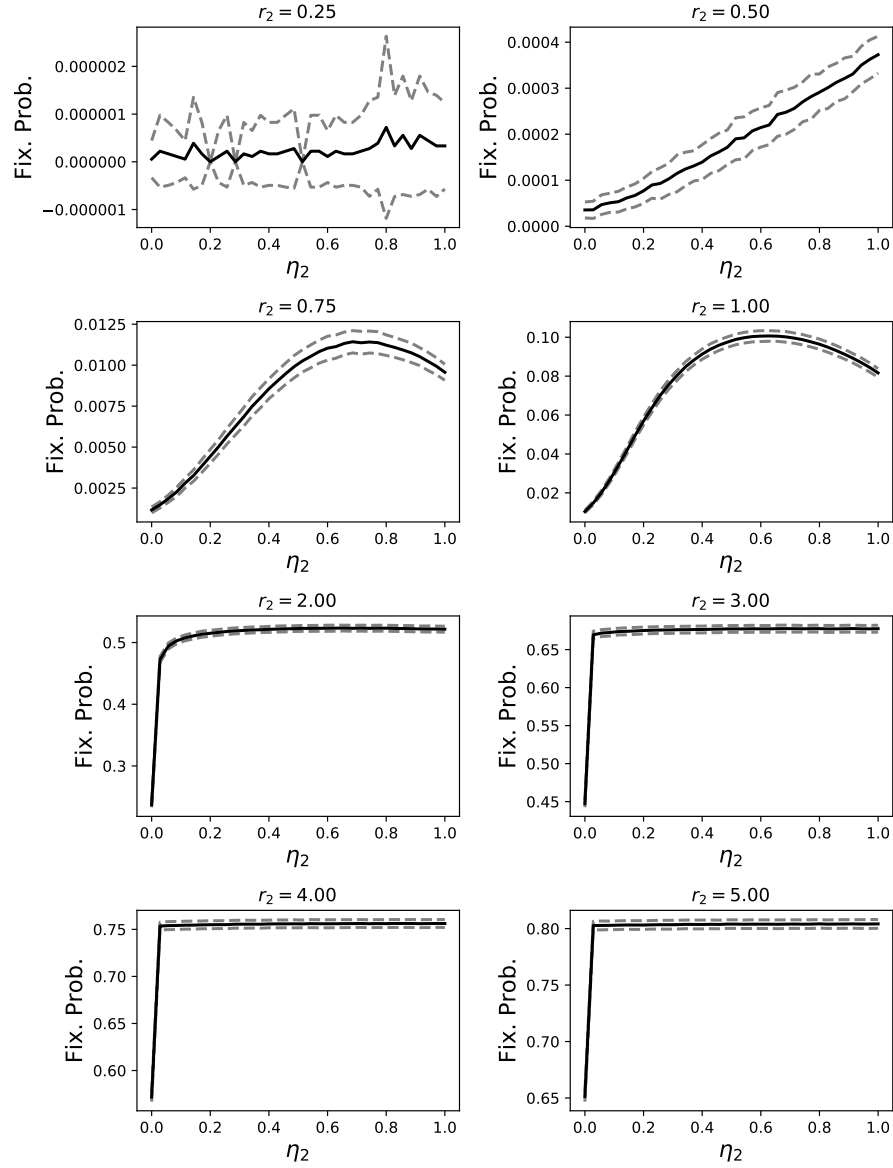 r₂ = 0.25
Fix. Prob.
0.000002
0.000001
0.000000
−0.000001
0.0 0.2 0.4 0.6 0.8 1.0
η₂
r₂ = 0.50
Fix. Prob.
0.0004
0.0003
0.0002
0.0001
0.0000
0.0 0.2 0.4 0.6 0.8 1.0
η₂
r₂ = 0.75
Fix. Prob.
0.0125
0.0100
0.0075
0.0050
0.0025
0.0 0.2 0.4 0.6 0.8 1.0
η₂
r₂ = 1.00
Fix. Prob.
0.10
0.08
0.06
0.04
0.02
0.0 0.2 0.4 0.6 0.8 1.0
η₂
r₂ = 2.00
Fix. Prob.
0.5
0.4
0.3
0.0 0.2 0.4 0.6 0.8 1.0
η₂
r₂ = 3.00
Fix. Prob.
0.65
0.60
0.55
0.50
0.45
0.0 0.2 0.4 0.6 0.8 1.0
η₂
r₂ = 4.00
Fix. Prob.
0.75
0.70
0.65
0.60
0.0 0.2 0.4 0.6 0.8 1.0
η₂
r₂ = 5.00
Fix. Prob.
0.80
0.75
0.70
0.65
0.0 0.2 0.4 0.6 0.8 1.0
η₂